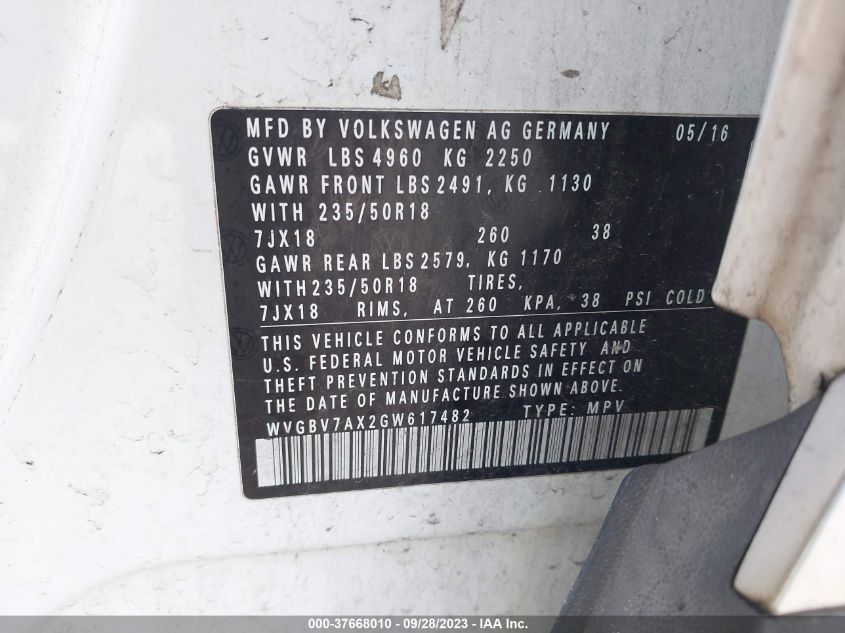 MFD BY VOLKSWAGEN AG GERMANY 05/16
GVWR LBS 4960 KG 2250
GAWR FRONT LBS 2491, KG 1130
WITH 235/50R18
7JX18 260 38
GAWR REAR LBS 2579, KG 1170
WITH 235/50R18 TIRES,
7JX18 RIMS, AT 260 KPA, 38 PSI COLD
THIS VEHICLE CONFORMS TO ALL APPLICABLE
U.S. FEDERAL MOTOR VEHICLE SAFETY AND
THEFT PREVENTION STANDARDS IN EFFECT ON
THE DATE OF MANUFACTURE SHOWN ABOVE.
WVGBV7AX2GW617482 TYPE: MPV
000-37668010 - 09/28/2023 - IAA Inc.